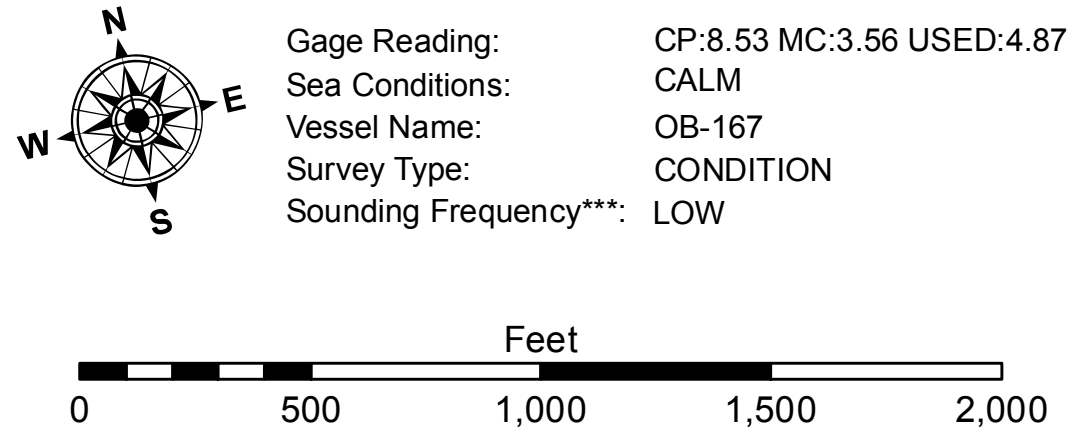 N
W
E
S
Gage Reading: CP:8.53 MC:3.56 USED:4.87
Sea Conditions: CALM
Vessel Name: OB-167
Survey Type: CONDITION
Sounding Frequency***: LOW
Feet
0 500 1,000 1,500 2,000